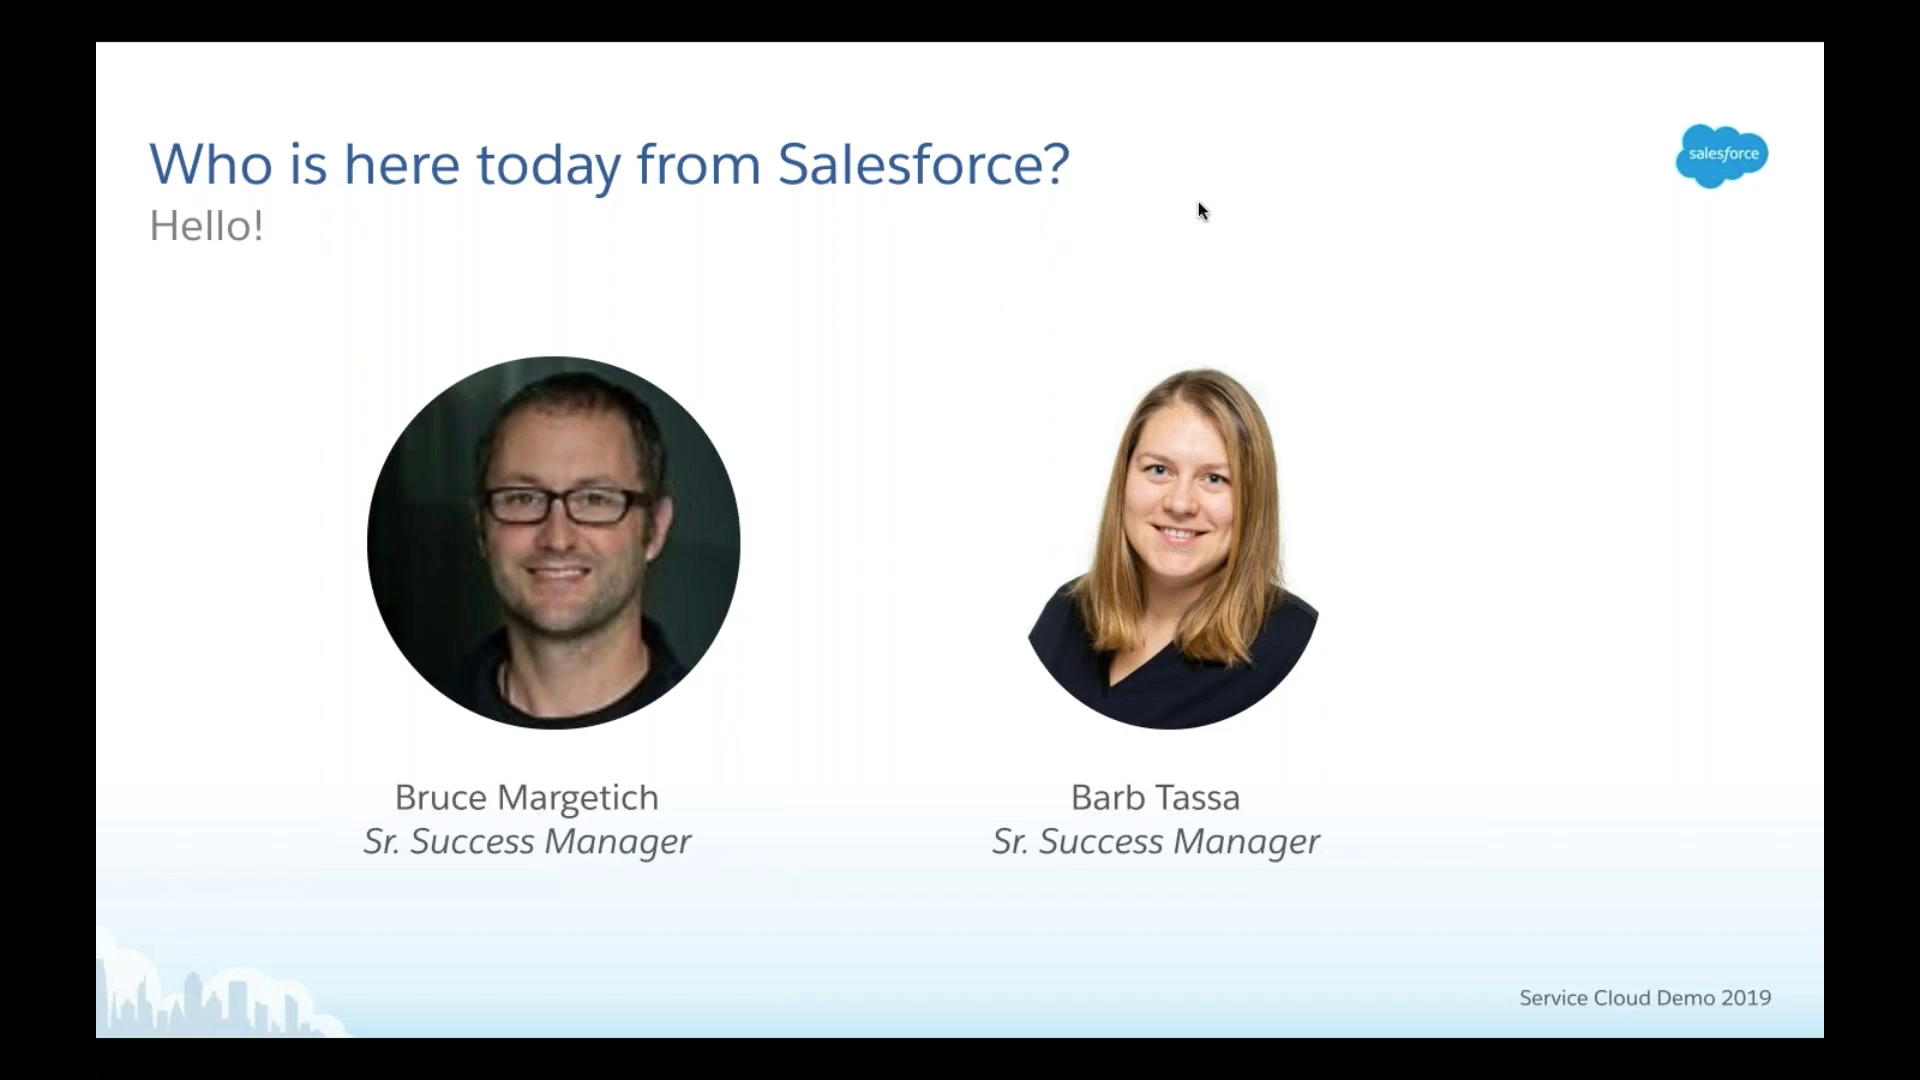 Who is here today from Salesforce?
Hello!
salesforce
Bruce Margetich
Sr. Success Manager
Barb Tassa
Sr. Success Manager
Service Cloud Demo 2019